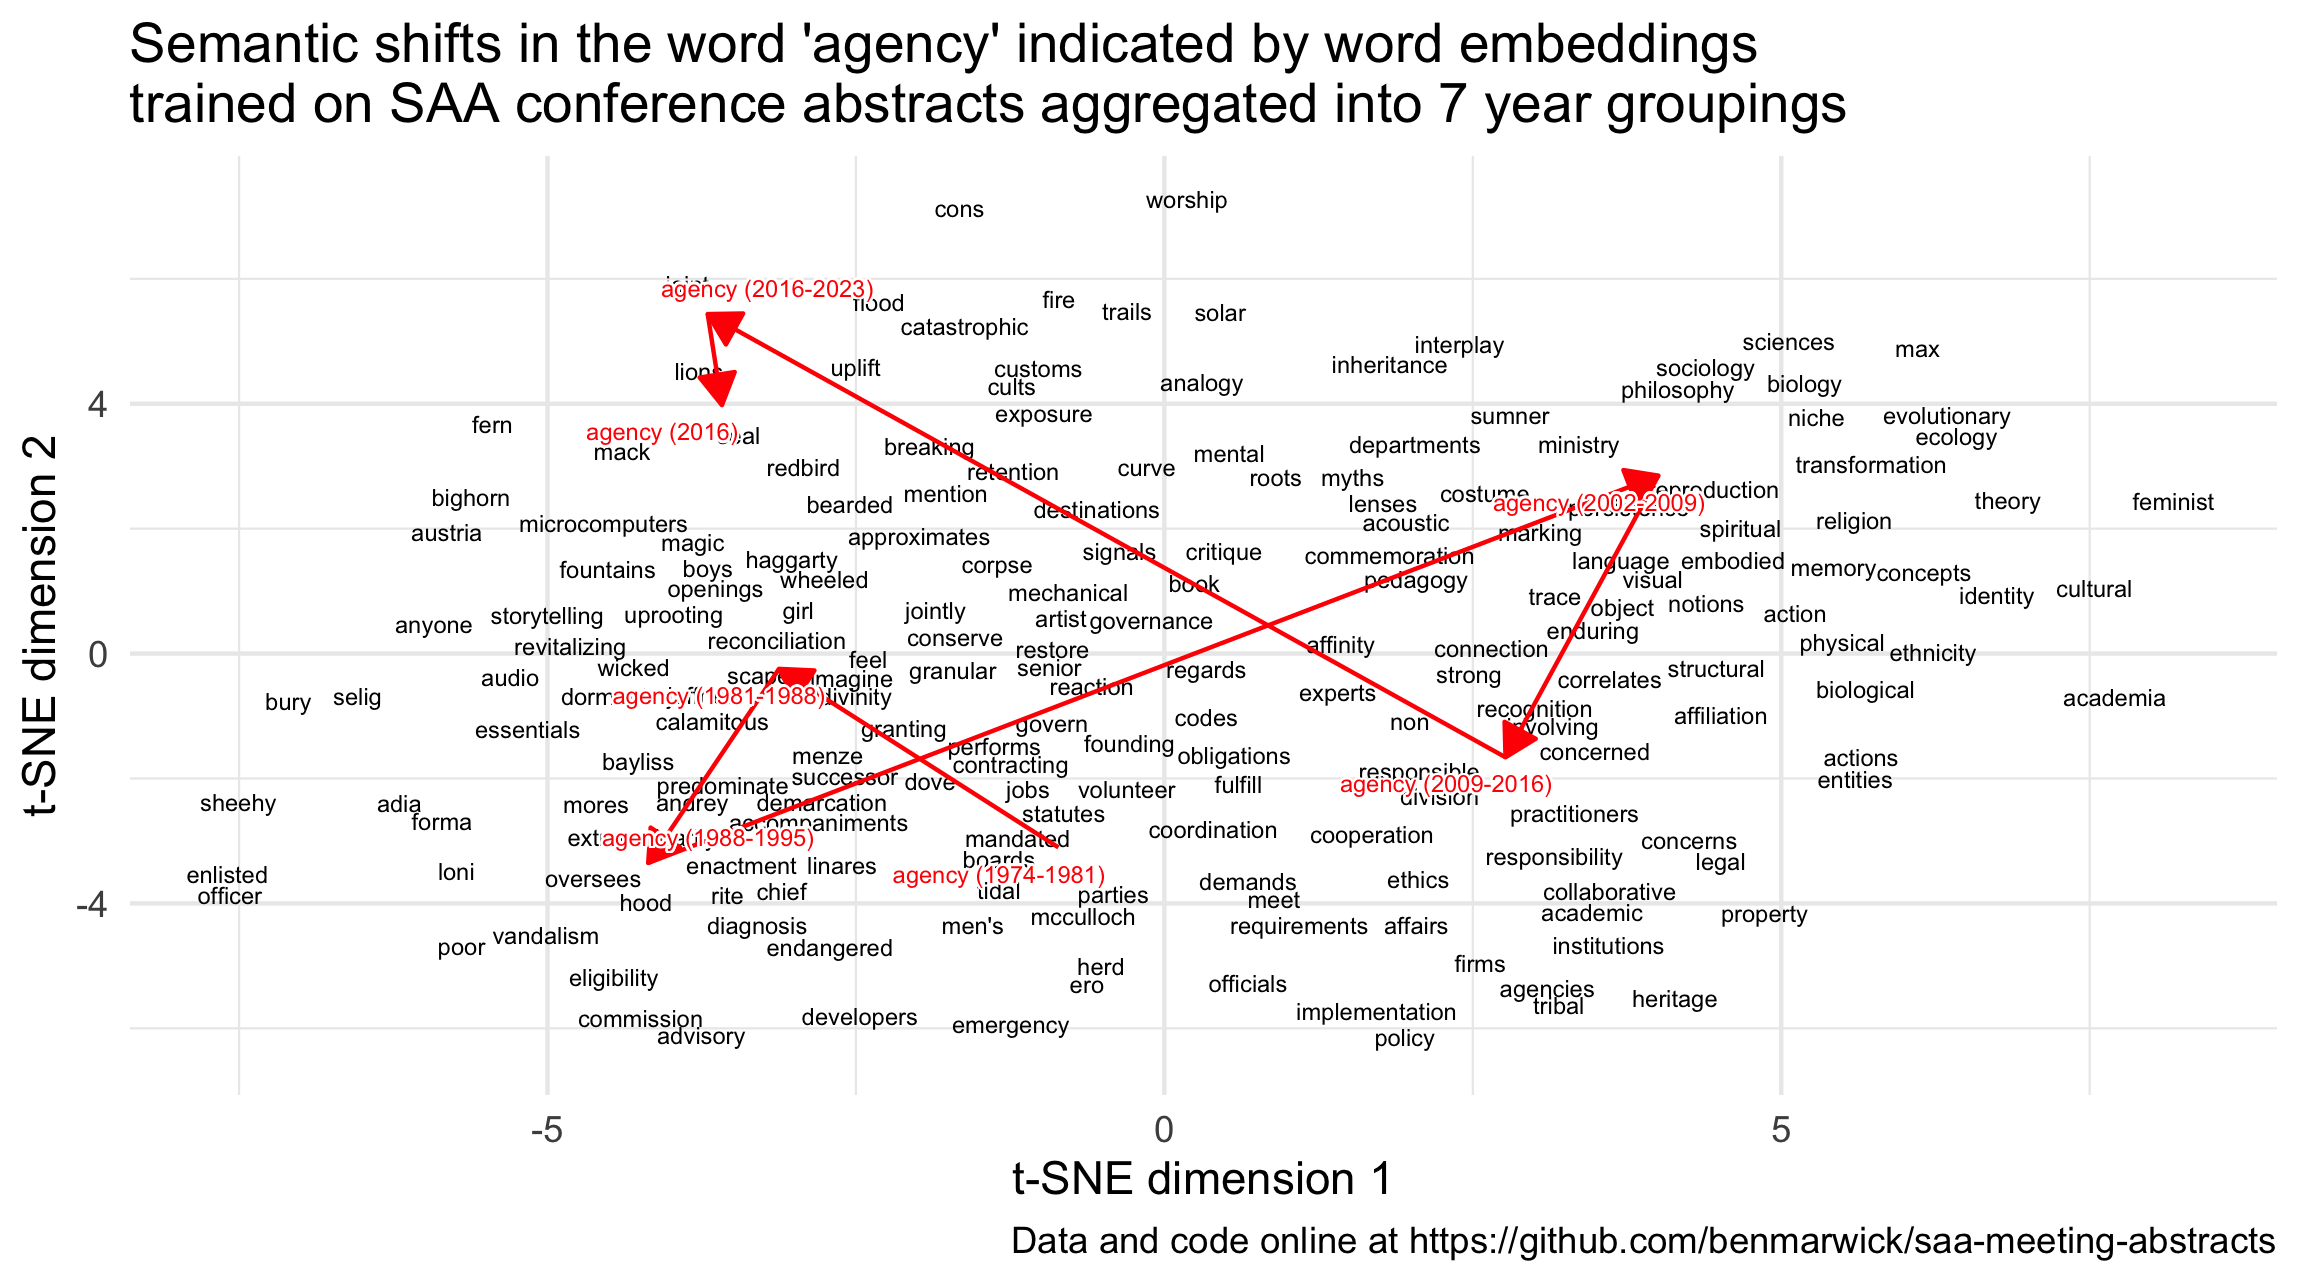 Semantic shifts in the word 'agency' indicated by word embeddings
trained on SAA conference abstracts aggregated into 7 year groupings
worship
cons
agency (2016-2023)
flood
fire
trails
solar
catastrophic
interplay
sciences
max
lions
uplift
customs
inheritance
sociology
cults
analogy
philosophy
biology
4
exposure
sumner
niche
evolutionary
fern
agency (2016)
ecology
mack
breaking
departments
ministry
mental
redbird
retention
curve
roots
myths
transformation
bighorn
bearded
mention
lenses
costume
reproduction
agency (2002-2009)
theory
feminist
destinations
persistence
austria
microcomputers
acoustic
marking
spiritual
religion
magic
approximates
signals
critique
commemoration
haggarty
corpse
language
embodied
fountains
boys
wheeled
book
pedagogy
visual
memory
concepts
openings
mechanical
trace
notions
identity
cultural
anyone
storytelling
uprooting
girl
jointly
artist
governance
object
action
enduring
revitalizing
reconciliation
conserve
restore
affinity
connection
physical
ethnicity
wicked
feel
granular
senior
regards
strong
structural
audio
scape
imagine
reaction
experts
correlates
biological
bury
selig
agency (1981-1988)
divinity
academia
essentials
calamitous
granting
govern
codes
non
recognition
involving
affiliation
bayliss
menze
performs
founding
obligations
concerned
actions
predominate
successor
contracting
responsible
entities
dove
jobs
volunteer
fulfill
agency (2009-2016)
division
sheehy
adia
mores
andrey
demarcation
statutes
practitioners
forma
accompaniments
coordination
cooperation
agency (1988-1995)
mandated
concerns
enlisted
loni
oversees
enactment
linares
boards
responsibility
legal
agency (1974-1981)
officer
hood
rite
chief
tidal
parties
demands
meet
ethics
collaborative
vandalism
diagnosis
men's
mcculloch
requirements
affairs
academic
property
poor
endangered
institutions
eligibility
herd
ero
officials
firms
agencies
tribal
heritage
commission
advisory
developers
emergency
implementation
policy
0
-4
-5
0
5
t-SNE dimension 2
t-SNE dimension 1
Data and code online at https://github.com/benmarwick/saa-meeting-abstracts